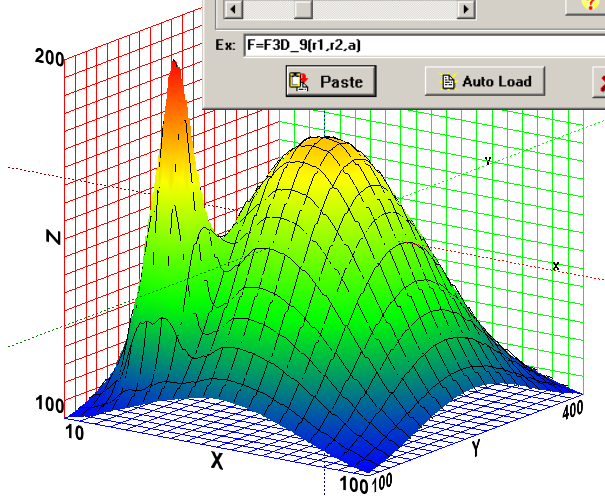 ?
Ex: F=F3D_9(r1,r2,a)
Paste Auto Load
200
Y
Z
X
100
10
400
Y
X
100 100